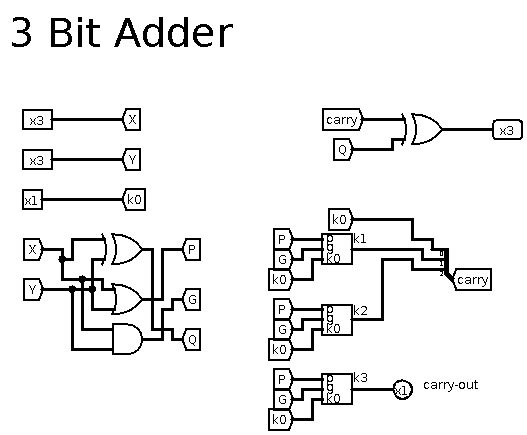 3 Bit Adder
x3 X
carry
x3
Q
x3 Y
x1 k0
k0
X
P
Y
G
Q
P p k1
G g
k0 k0
carry
P p k2
G g
k0 k0
P p k3
G g x1 carry-out
k0 k0